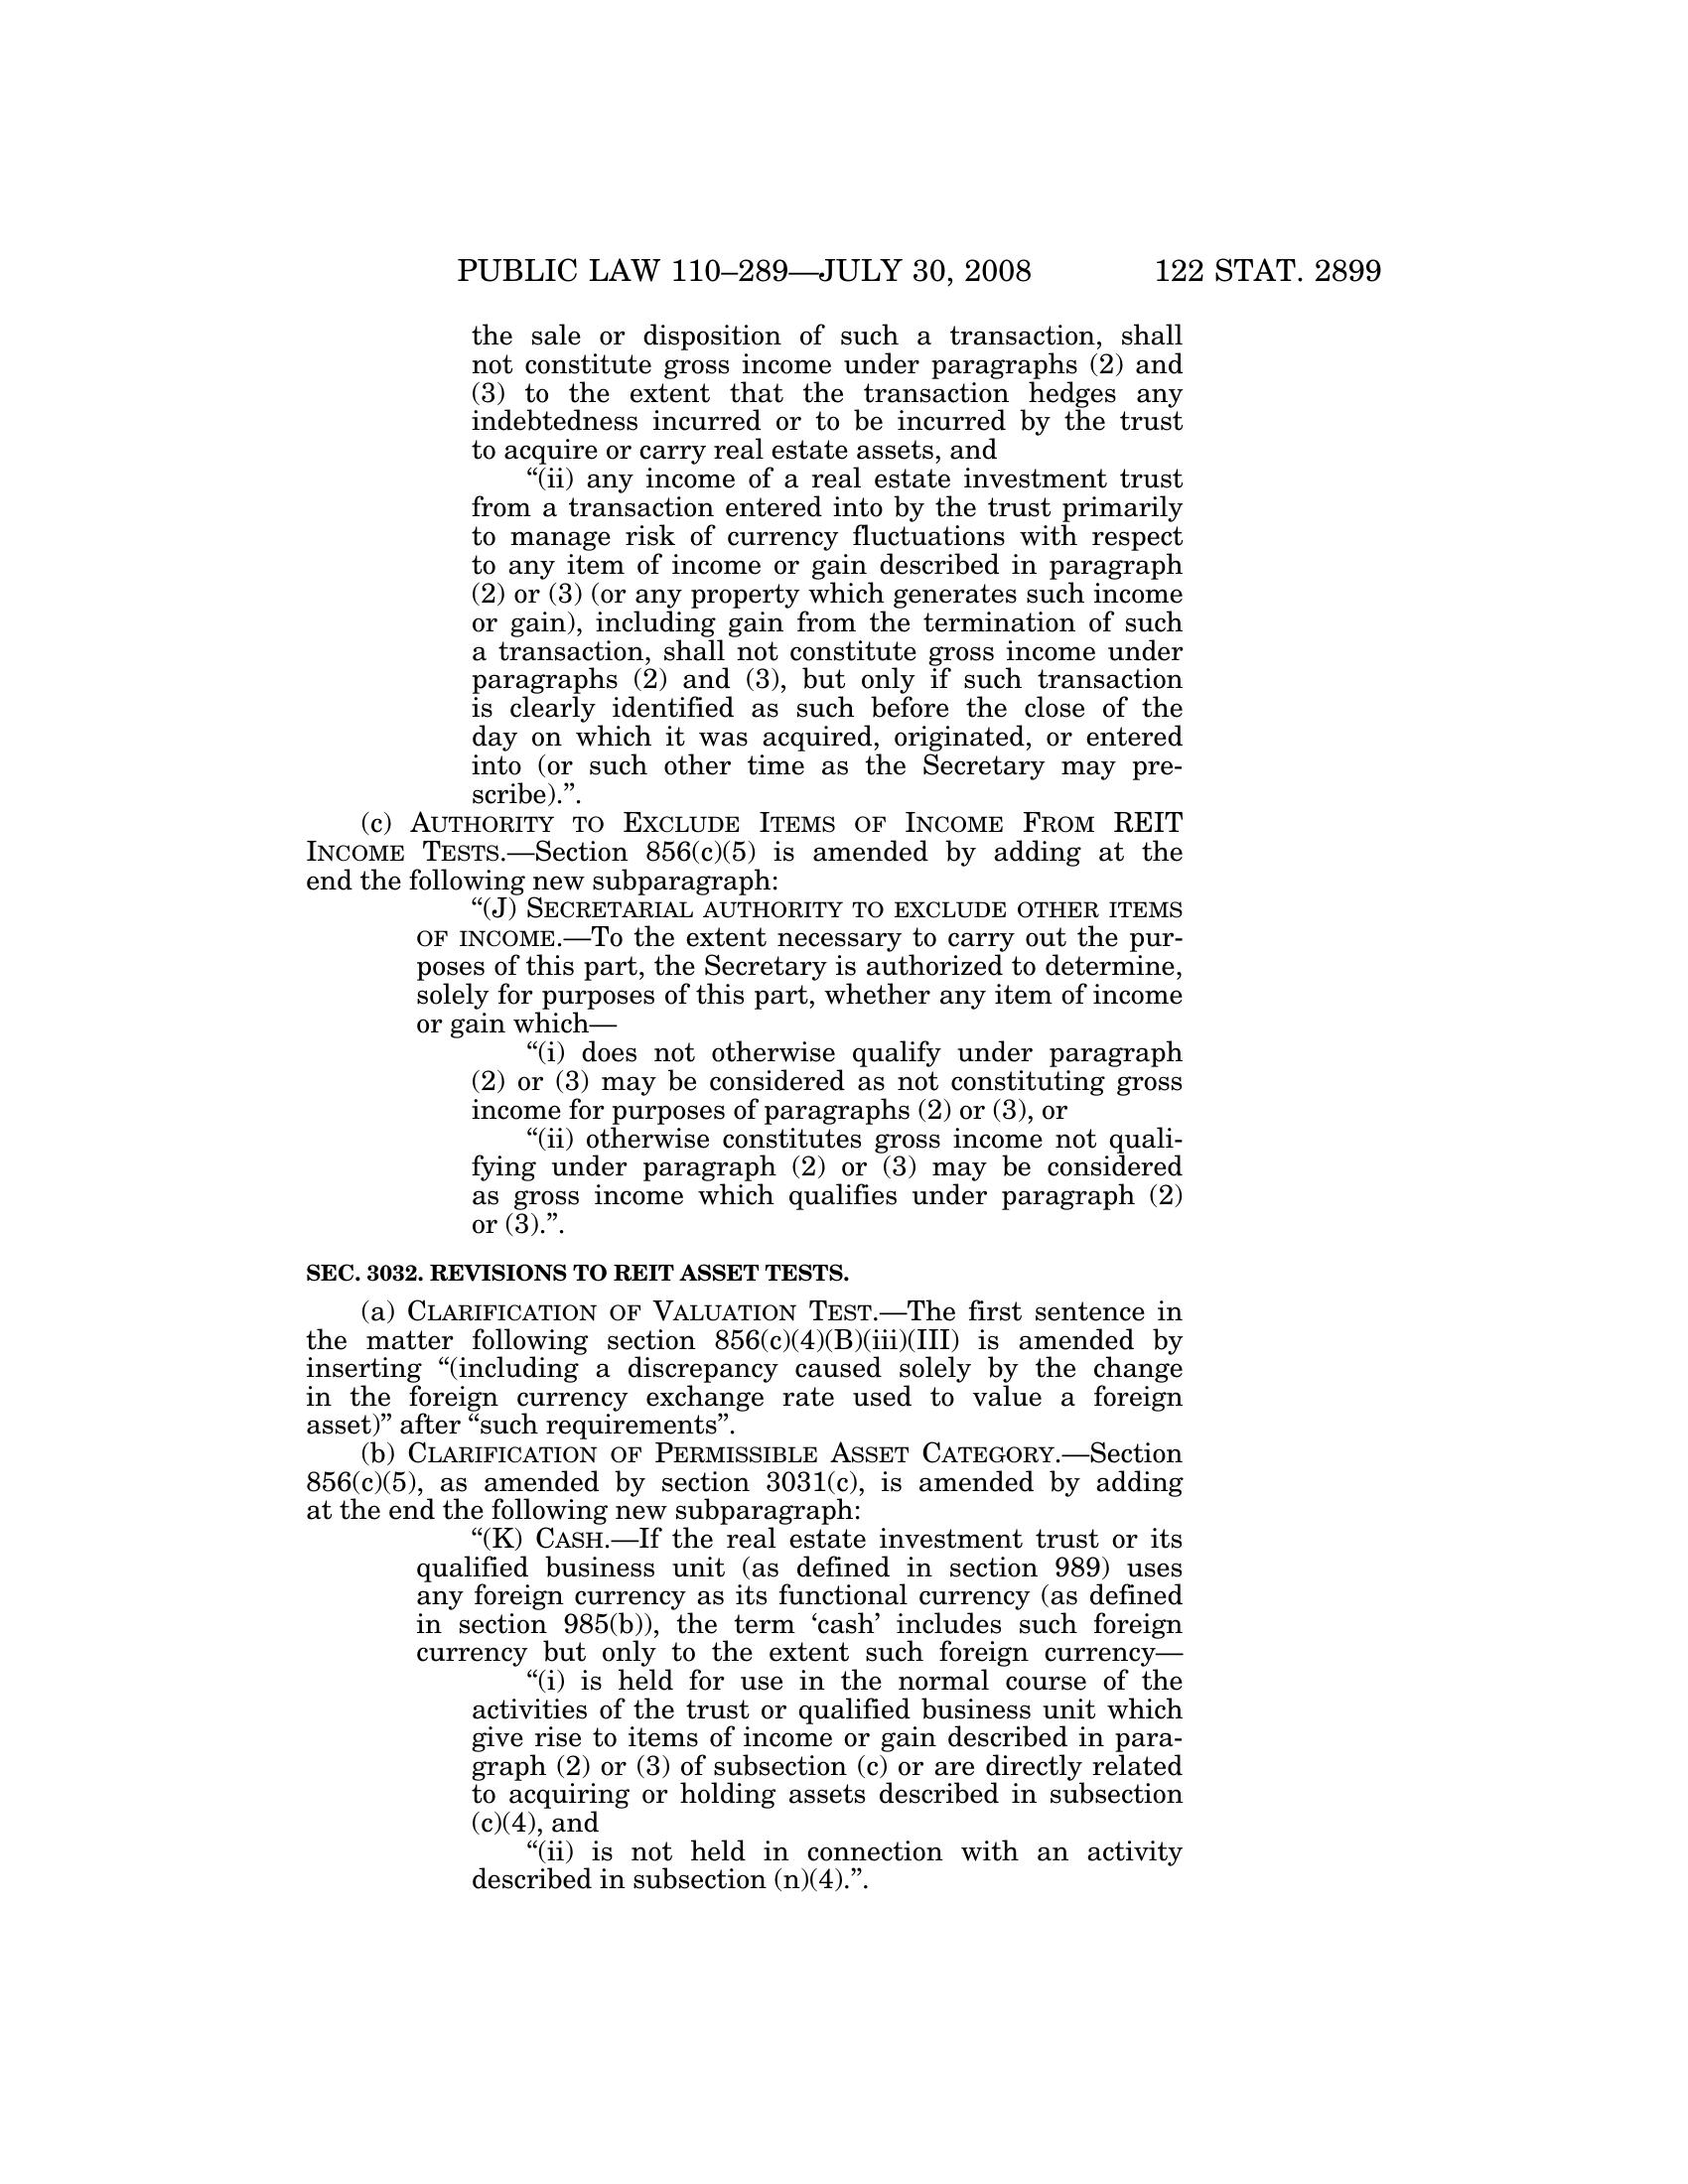 PUBLIC LAW 110–289—JULY 30, 2008 122 STAT. 2899
the sale or disposition of such a transaction, shall
not constitute gross income under paragraphs (2) and
(3) to the extent that the transaction hedges any
indebtedness incurred or to be incurred by the trust
to acquire or carry real estate assets, and
“(ii) any income of a real estate investment trust
from a transaction entered into by the trust primarily
to manage risk of currency fluctuations with respect
to any item of income or gain described in paragraph
(2) or (3) (or any property which generates such income
or gain), including gain from the termination of such
a transaction, shall not constitute gross income under
paragraphs (2) and (3), but only if such transaction
is clearly identified as such before the close of the
day on which it was acquired, originated, or entered
into (or such other time as the Secretary may pre-
scribe).”.
(c) AUTHORITY TO EXCLUDE ITEMS OF INCOME FROM REIT
INCOME TESTS.—Section 856(c)(5) is amended by adding at the
end the following new subparagraph:
“(J) SECRETARIAL AUTHORITY TO EXCLUDE OTHER ITEMS
OF INCOME.—To the extent necessary to carry out the pur-
poses of this part, the Secretary is authorized to determine,
solely for purposes of this part, whether any item of income
or gain which—
“(i) does not otherwise qualify under paragraph
(2) or (3) may be considered as not constituting gross
income for purposes of paragraphs (2) or (3), or
“(ii) otherwise constitutes gross income not quali-
fying under paragraph (2) or (3) may be considered
as gross income which qualifies under paragraph (2)
or (3).”.
SEC. 3032. REVISIONS TO REIT ASSET TESTS.
(a) CLARIFICATION OF VALUATION TEST.—The first sentence in
the matter following section 856(c)(4)(B)(iii)(III) is amended by
inserting “(including a discrepancy caused solely by the change
in the foreign currency exchange rate used to value a foreign
asset)” after “such requirements”.
(b) CLARIFICATION OF PERMISSIBLE ASSET CATEGORY.—Section
856(c)(5), as amended by section 3031(c), is amended by adding
at the end the following new subparagraph:
“(K) CASH.—If the real estate investment trust or its
qualified business unit (as defined in section 989) uses
any foreign currency as its functional currency (as defined
in section 985(b)), the term ‘cash’ includes such foreign
currency but only to the extent such foreign currency—
“(i) is held for use in the normal course of the
activities of the trust or qualified business unit which
give rise to items of income or gain described in para-
graph (2) or (3) of subsection (c) or are directly related
to acquiring or holding assets described in subsection
(c)(4), and
“(ii) is not held in connection with an activity
described in subsection (n)(4).”.